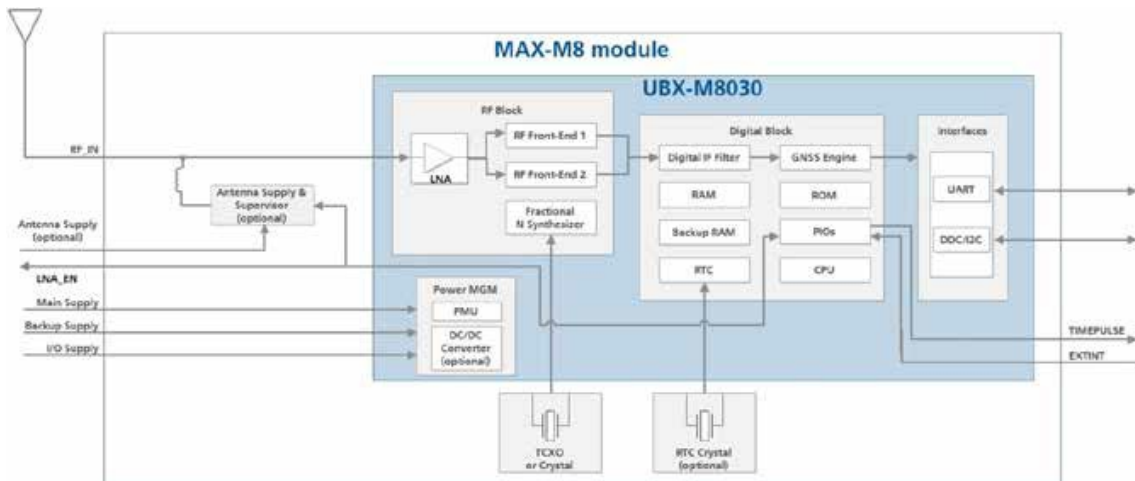 MAX-M8 module
UBX-M8030
RF Block
RF Front-End 1
RF Front-End 2
LNA
Fractional
N Synthesizer
Digital Block
Digital IF Filter
GNSS Engine
RAM
ROM
Backup RAM
PIOs
RTC
CPU
Interfaces
UART
DDC/I2C
RF_IN
Antenna Supply &
Supervisor
(optional)
Antenna Supply
(optional)
LNA_EN
Main Supply
Backup Supply
I/O Supply
Power MGM
PMU
DC/DC
Converter
(optional)
TIMEPULSE
EXTINT
TCXO
or Crystal
RTC Crystal
(optional)